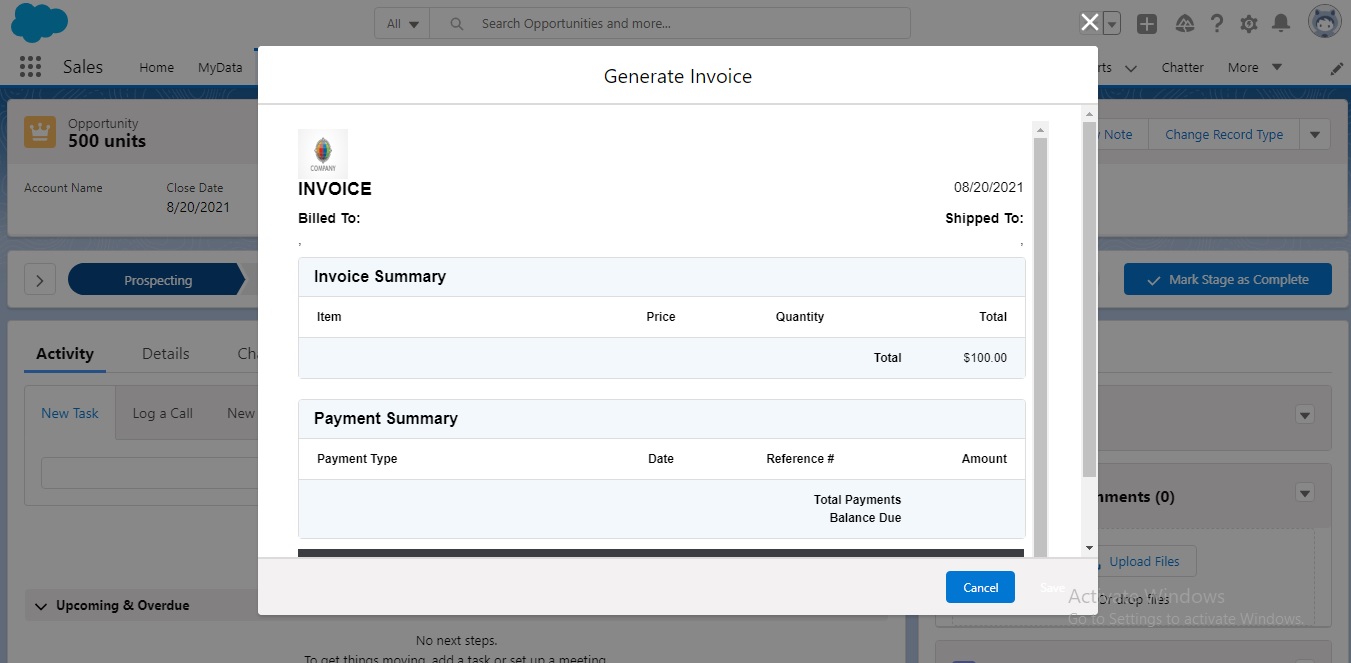 All
Search Opportunities and more...
Sales
Home
MyData
Chatter
More
Generate Invoice
Opportunity
500 units
Note
Change Record Type
Account Name
Close Date
8/20/2021
COMPANY
INVOICE
08/20/2021
Billed To:
Shipped To:
,
,
Prospecting
Mark Stage as Complete
Invoice Summary
Item
Price
Quantity
Total
Total
$100.00
Activity
Details
New Task
Log a Call
New
Payment Summary
Payment Type
Date
Reference #
Amount
Total Payments
Balance Due
(0)
Upload Files
Or drop files
Cancel
Save
Activate Windows
Go to Settings to activate Windows.
Upcoming & Overdue
No next steps.
To get things moving, add a task or set up a meeting.